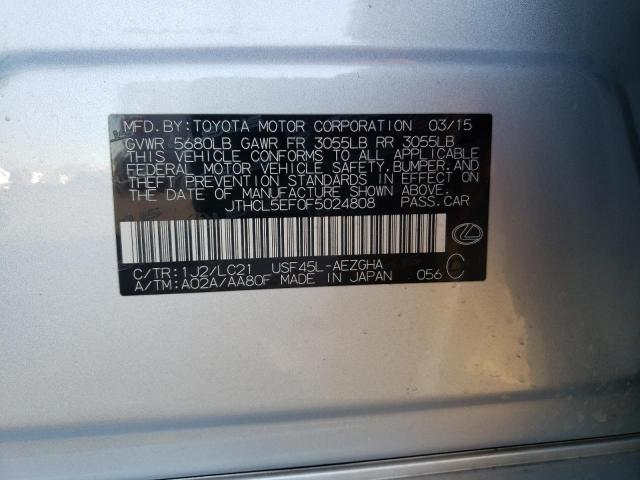 MFD. BY: TOYOTA MOTOR CORPORATION 03/15
GVWR 5680LB GAWR FR 3055LB RR 3055LB
THIS VEHICLE CONFORMS TO ALL APPLICABLE
FEDERAL MOTOR VEHICLE SAFETY, BUMPER, AND
THEFT PREVENTION STANDARDS IN EFFECT ON
THE DATE OF MANUFACTURE SHOWN ABOVE.
JTHCL5EF0F5024808 PASS. CAR
C/TR: 1J2/LC21 USF45L-AEZGHA
A/TM: A02A/AA80F MADE IN JAPAN 056 C